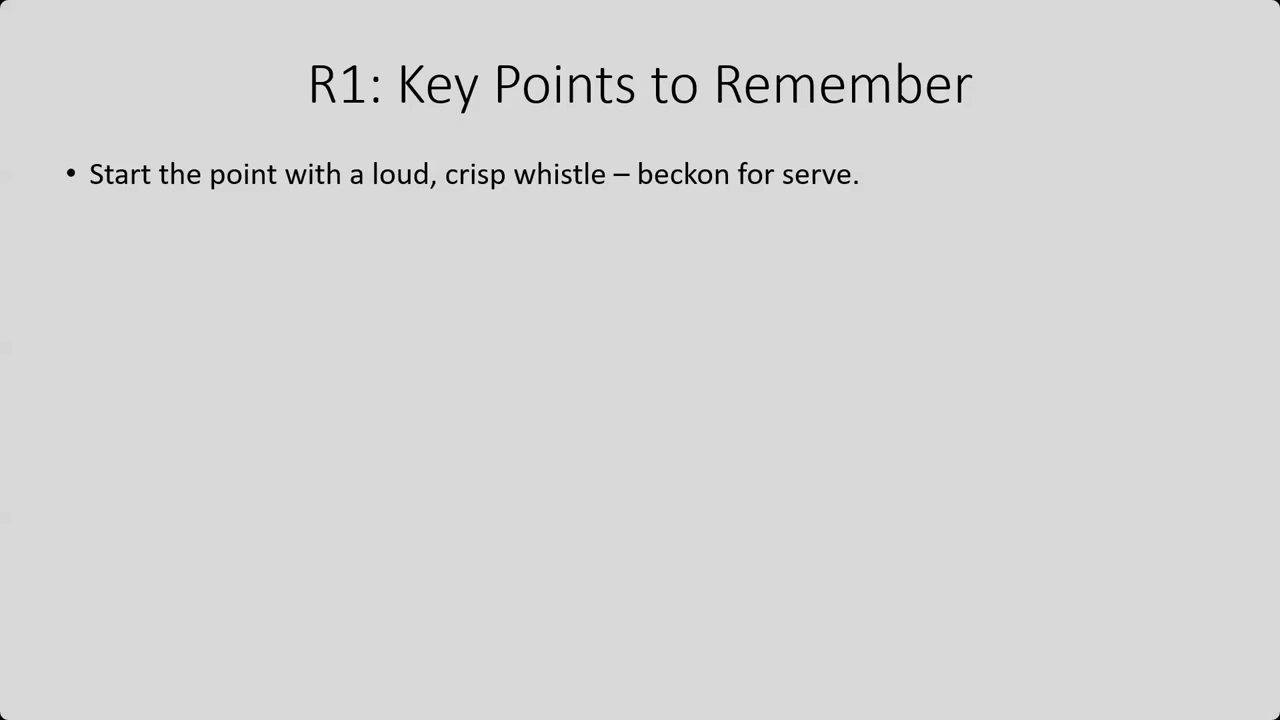 R1: Key Points to Remember
• Start the point with a loud, crisp whistle – beckon for serve.